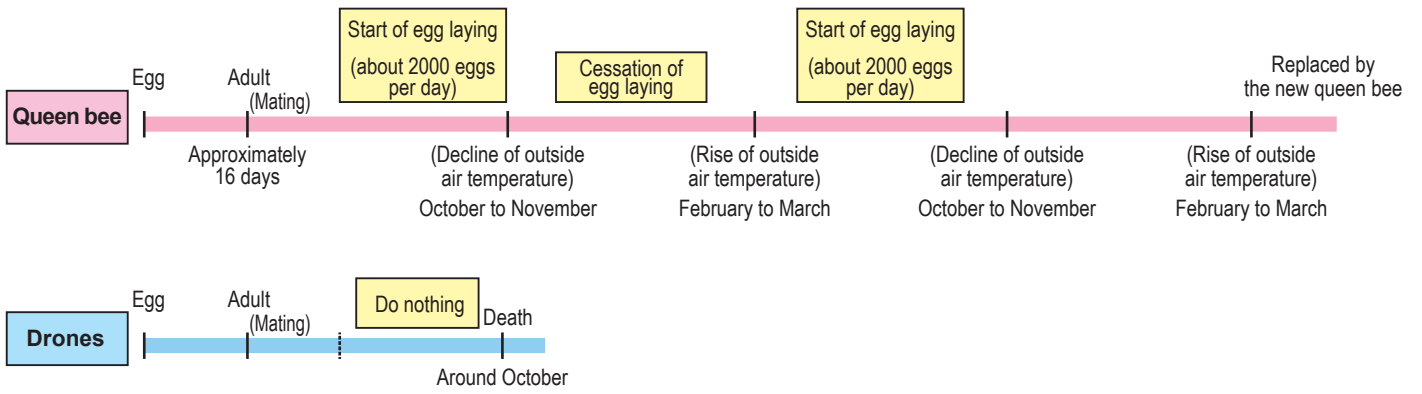 Start of egg laying
(about 2000 eggs
per day)
Cessation of
egg laying
Start of egg laying
(about 2000 eggs
per day)
Replaced by
the new queen bee
Egg
Adult
(Mating)
Queen bee
Approximately
16 days
(Decline of outside
air temperature)
October to November
(Rise of outside
air temperature)
February to March
(Decline of outside
air temperature)
October to November
(Rise of outside
air temperature)
February to March
Egg
Adult
(Mating)
Do nothing
Death
Drones
Around October